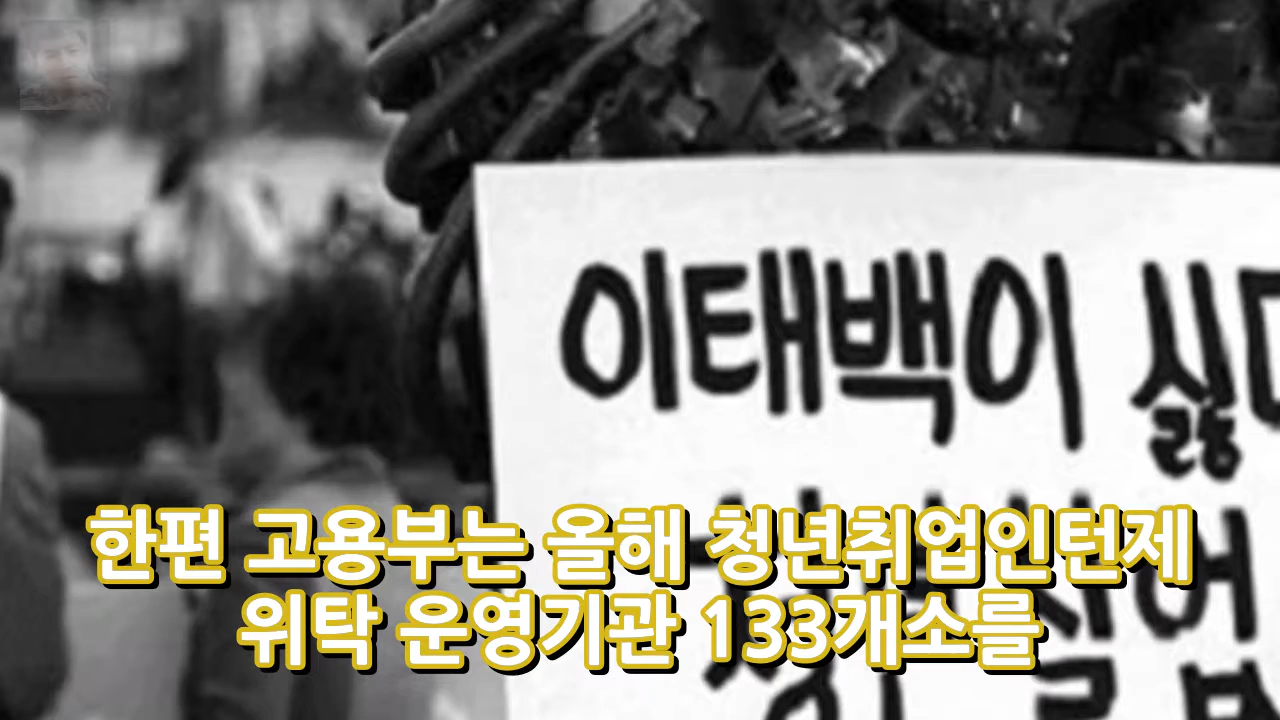 이태백이 싫다
한편 고용부는 올해 청년취업인턴제
위탁 운영기관 133개소를